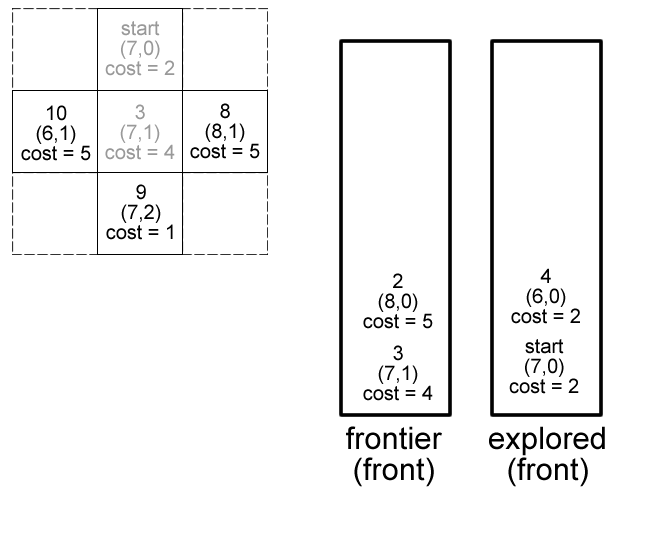 start
(7,0)
cost = 2
10
(6,1)
cost = 5
3
(7,1)
cost = 4
8
(8,1)
cost = 5
9
(7,2)
cost = 1
2
(8,0)
cost = 5
3
(7,1)
cost = 4
frontier
(front)
4
(6,0)
cost = 2
start
(7,0)
cost = 2
explored
(front)